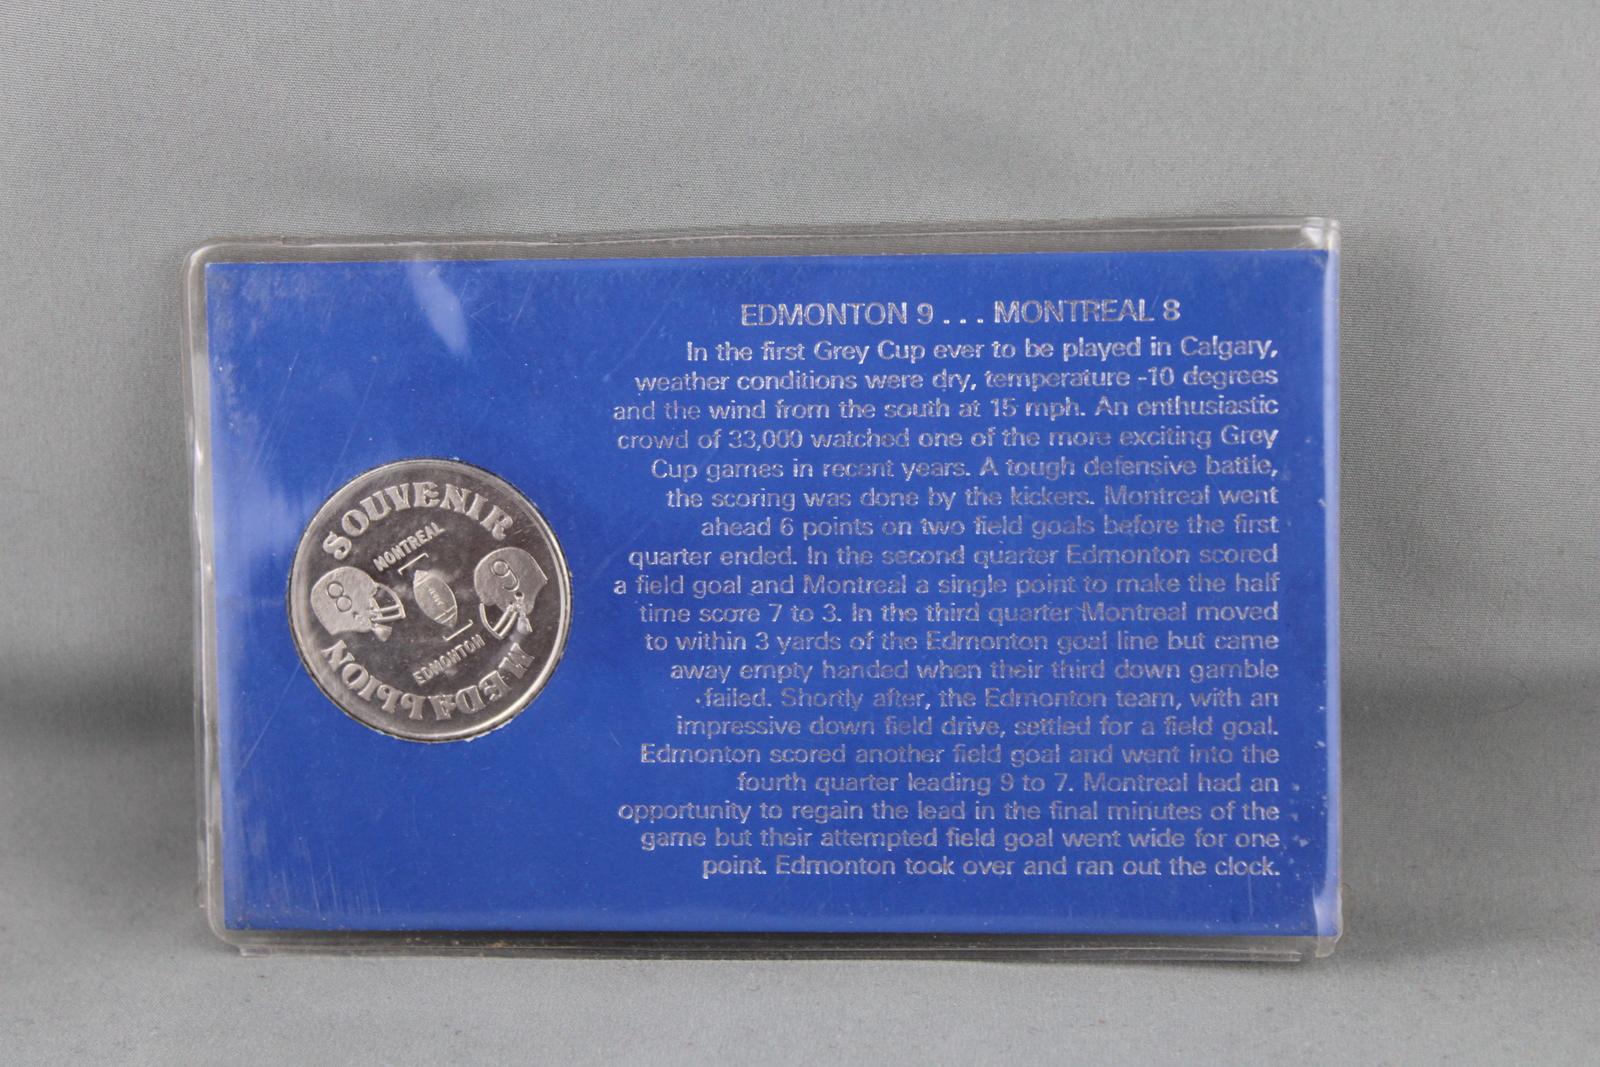 EDMONTON 9 . . . MONTREAL 8
In the first Grey Cup ever to be played in Calgary,
weather conditions were dry, temperature -10 degrees
and the wind from the south at 15 mph. An enthusiastic
crowd of 33,000 watched one of the more exciting Grey
Cup games in recent years. A tough defensive battle,
the scoring was done by the kickers. Montreal went
ahead 6 points on two field goals before the first
quarter ended. In the second quarter Edmonton scored
a field goal and Montreal a single point to make the half
time score 7 to 3. In the third quarter Montreal moved
to within 3 yards of the Edmonton goal line but came
away empty handed when their third down gamble
failed. Shortly after, the Edmonton team, with an
impressive down field drive, settled for a field goal.
Edmonton scored another field goal and went into the
fourth quarter leading 9 to 7. Montreal had an
opportunity to regain the lead in the final minutes of the
game but their attempted field goal went wide for one
point. Edmonton took over and ran out the clock.
SOUVENIR
MONTREAL
8
9
EDMONTON
MEDALLION